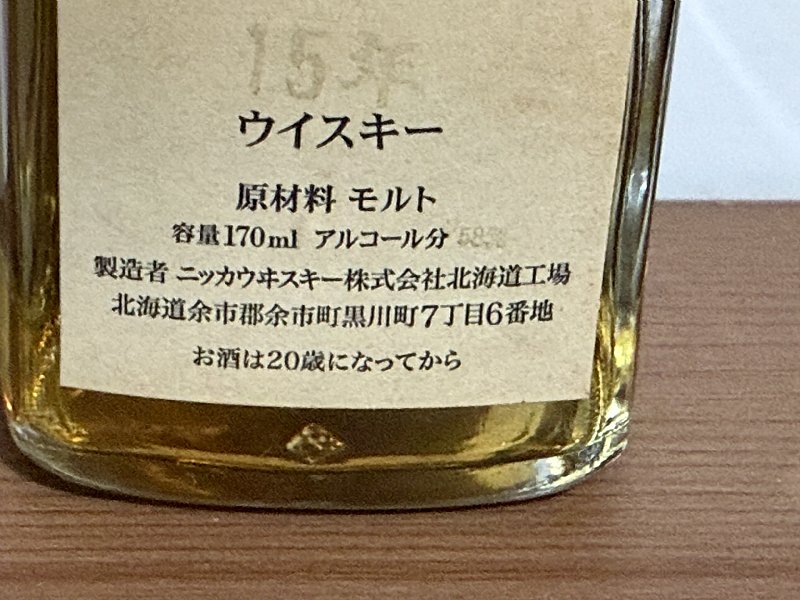 15年
ウイスキー
原材料 モルト
容量170ml アルコール分 58%
製造者 ニッカウヰスキー株式会社北海道工場
北海道余市郡余市町黒川町7丁目6番地
お酒は20歳になってから